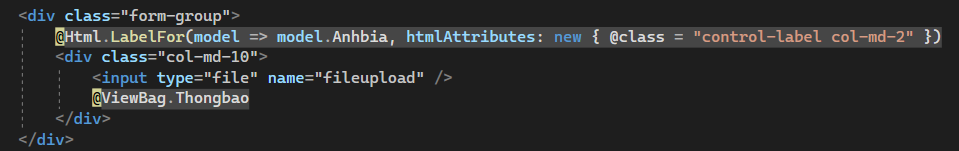 <div class="form-group">
@Html.LabelFor(model => model.Anhbia, htmlAttributes: new { @class = "control-label col-md-2" })
<div class="col-md-10">
<input type="file" name="fileupload" />
@ViewBag.Thongbao
</div>
</div>